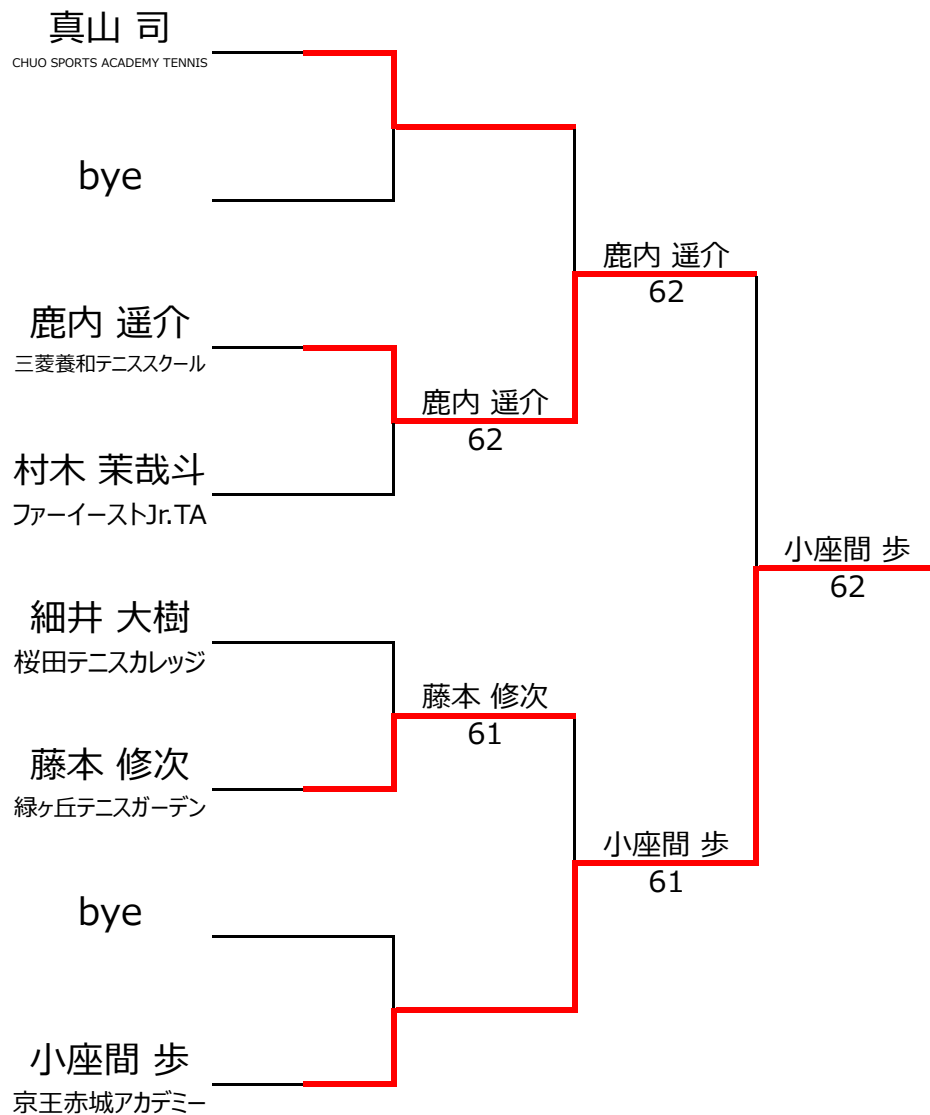 真山 司
CHUO SPORTS ACADEMY TENNIS
bye
鹿内 遥介
三菱養和テニススクール
村木 茉哉斗
ファーイーストJr.TA
細井 大樹
桜田テニスカレッジ
藤本 修次
緑ヶ丘テニスガーデン
bye
小座間 歩
京王赤城アカデミー
鹿内 遥介
62
藤本 修次
61
鹿内 遥介
62
小座間 歩
61
小座間 歩
62